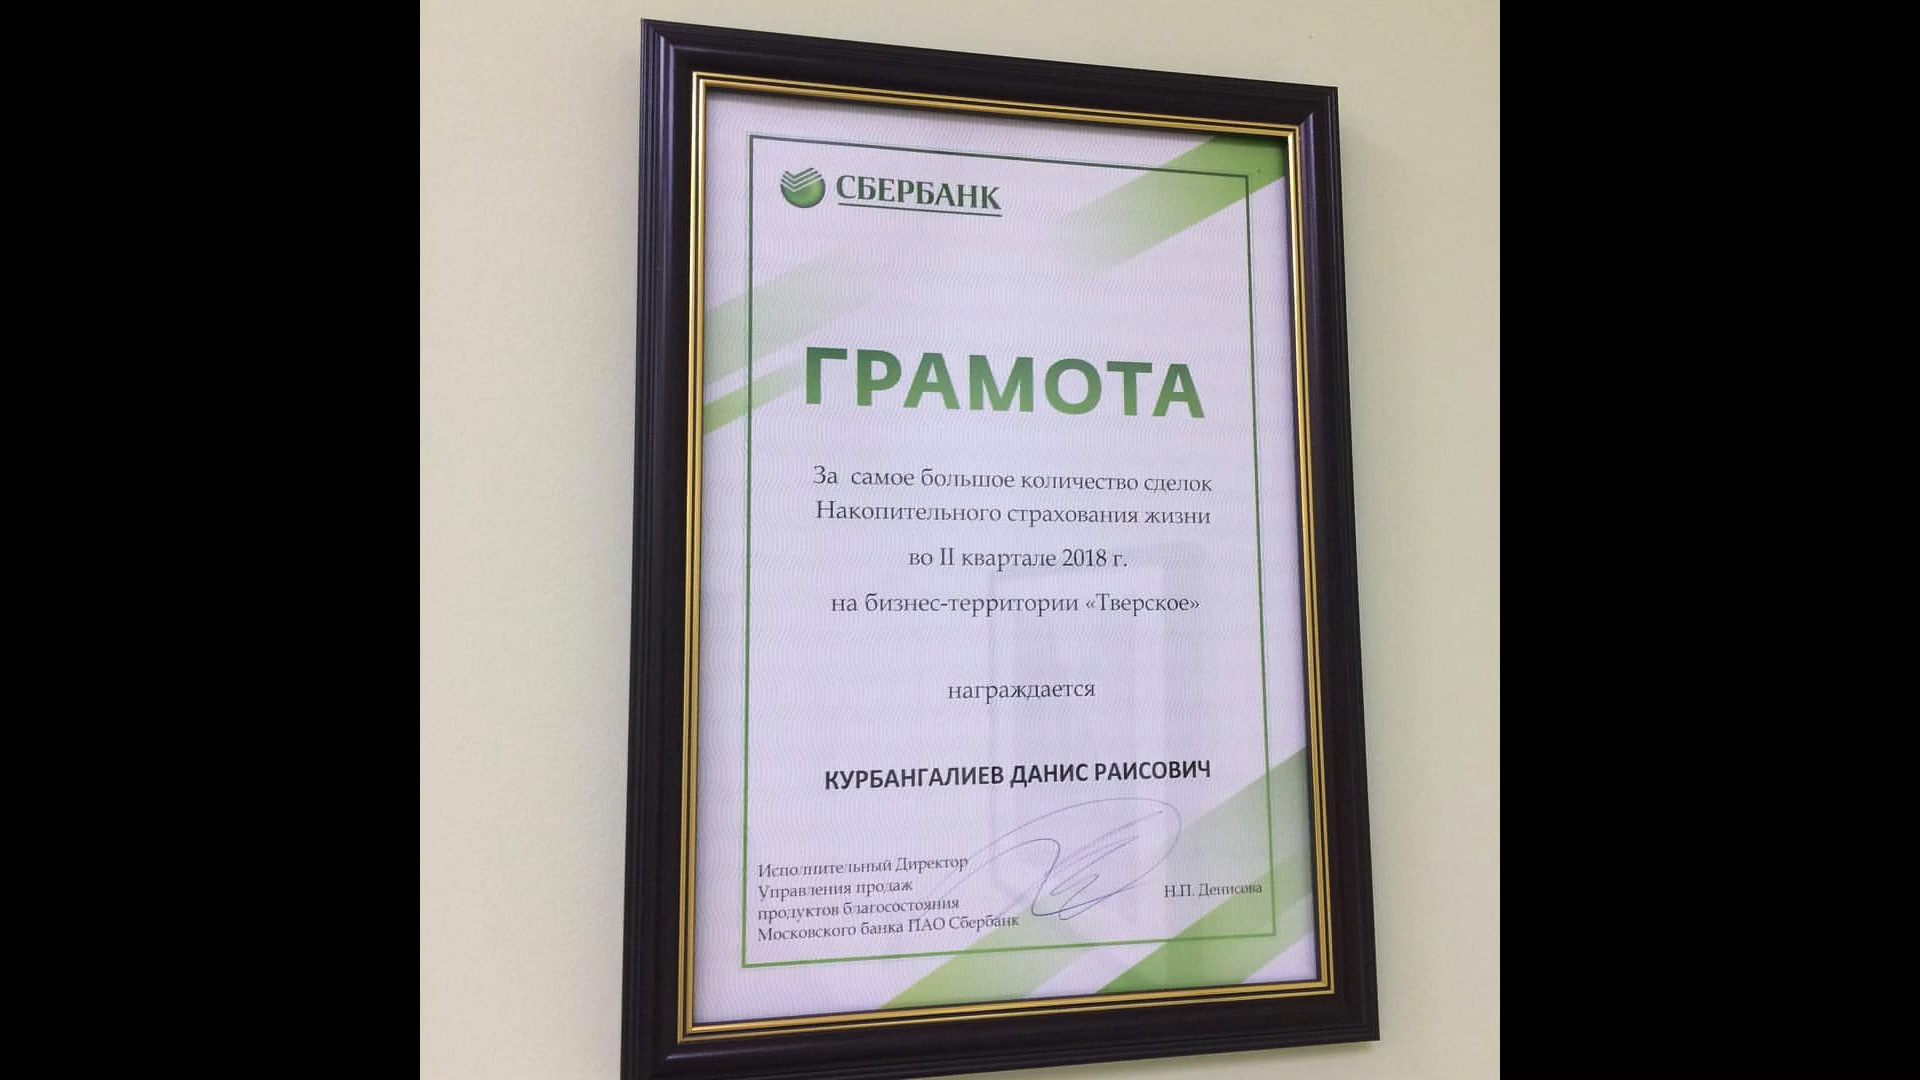 СБЕРБАНК
ГРАМОТА
За самое большое количество сделок
Накопительного страхования жизни
во II квартале 2018 г.
на бизнес-территории «Тверское»
награждается
КУРБАНГАЛИЕВ ДАНИС РАИСОВИЧ
Исполнительный Директор
Управления продаж
продуктов благосостояния
Московского банка ПАО Сбербанк
Н.П. Денисова